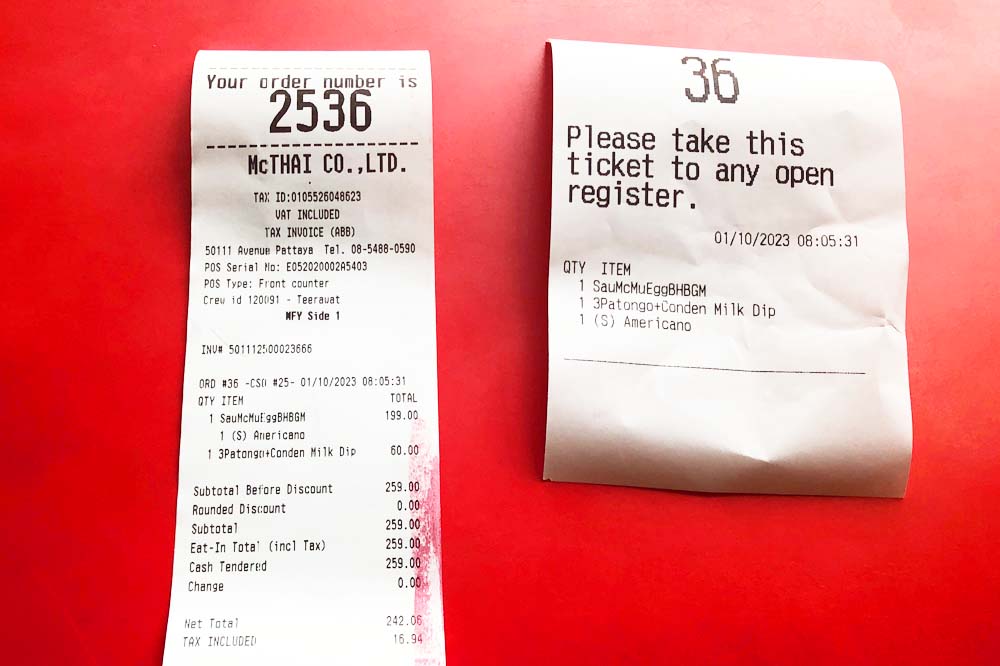 Your order number is
2536
McTHAI CO.,LTD.
TAX ID:0105526048623
VAT INCLUDED
TAX INVOICE (ABB)
50111 Avenue Pattaya Tel. 08-5488-0590
POS Serial No: E052020002A5403
POS Type: Front counter
Crew id 120091 - Teerawat
MFY Side 1
INV# 501112500023666
ORD #36 -CSO #25- 01/10/2023 08:05:31
QTY ITEM TOTAL
1 SauMcMuEggBHBGM 199.00
1 (S) Americano
1 3Patongo+Conden Milk Dip 60.00
Subtotal Before Discount 259.00
Rounded Discount 0.00
Subtotal 259.00
Eat-In Total (incl Tax) 259.00
Cash Tendered 259.00
Change 0.00
Net Total 242.06
TAX INCLUDED 16.94
36
Please take this
ticket to any open
register.
01/10/2023 08:05:31
QTY ITEM
1 SauMcMuEggBHBGM
1 3Patongo+Conden Milk Dip
1 (S) Americano